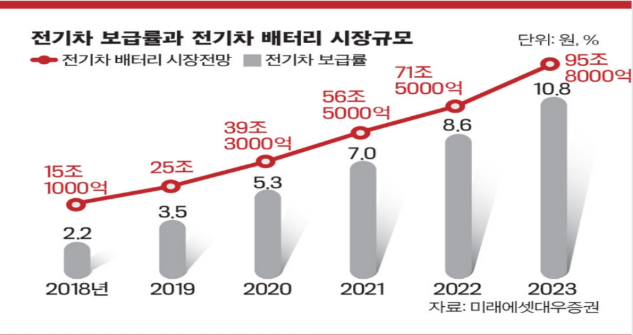 전기차 보급률과 전기차 배터리 시장규모
단위: 원, %
전기차 배터리 시장전망 전기차 보급률
15조
1000억
25조
39조
3000억
56조
5000억
71조
5000억
95조
8000억
2.2
3.5
5.3
7.0
8.6
10.8
2018년 2019 2020 2021 2022 2023
자료: 미래에셋대우증권